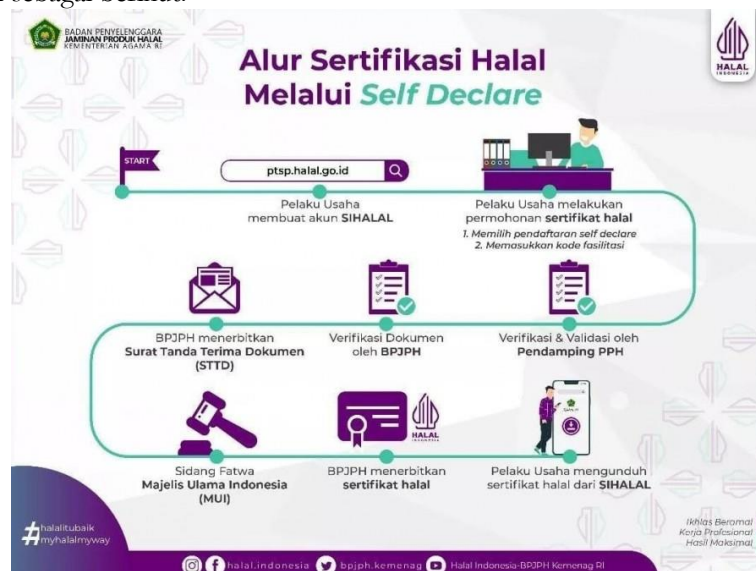 BADAN PENYELENGGARA
JAMINAN PRODUK HALAL
KEMENTERIAN AGAMA RI
HALAL
INDONESIA
Alur Sertifikasi Halal
Melalui Self Declare
START
ptsp.halal.go.id
Pelaku Usaha
membuat akun SIHALAL
Pelaku Usaha melakukan
permohonan sertifikat halal
1. Memilih pendaftaran self declare
2. Memasukkan kode fasilitasi
Verifikasi & Validasi oleh
Pendamping PPH
Verifikasi Dokumen
oleh BPJPH
BPJPH menerbitkan
Surat Tanda Terima Dokumen
(STTD)
Sidang Fatwa
Majelis Ulama Indonesia
(MUI)
HALAL
INDONESIA
BPJPH menerbitkan
sertifikat halal
Pelaku Usaha mengunduh
sertifikat halal dari SIHALAL
#halalitubaik
#myhalalmyway
Ikhlas Beramal
Kerja Profesional
Hasil Maksimal
halal.indonesia
bpjph.kemenag
Halal Indonesia-BPJPH Kemenag RI